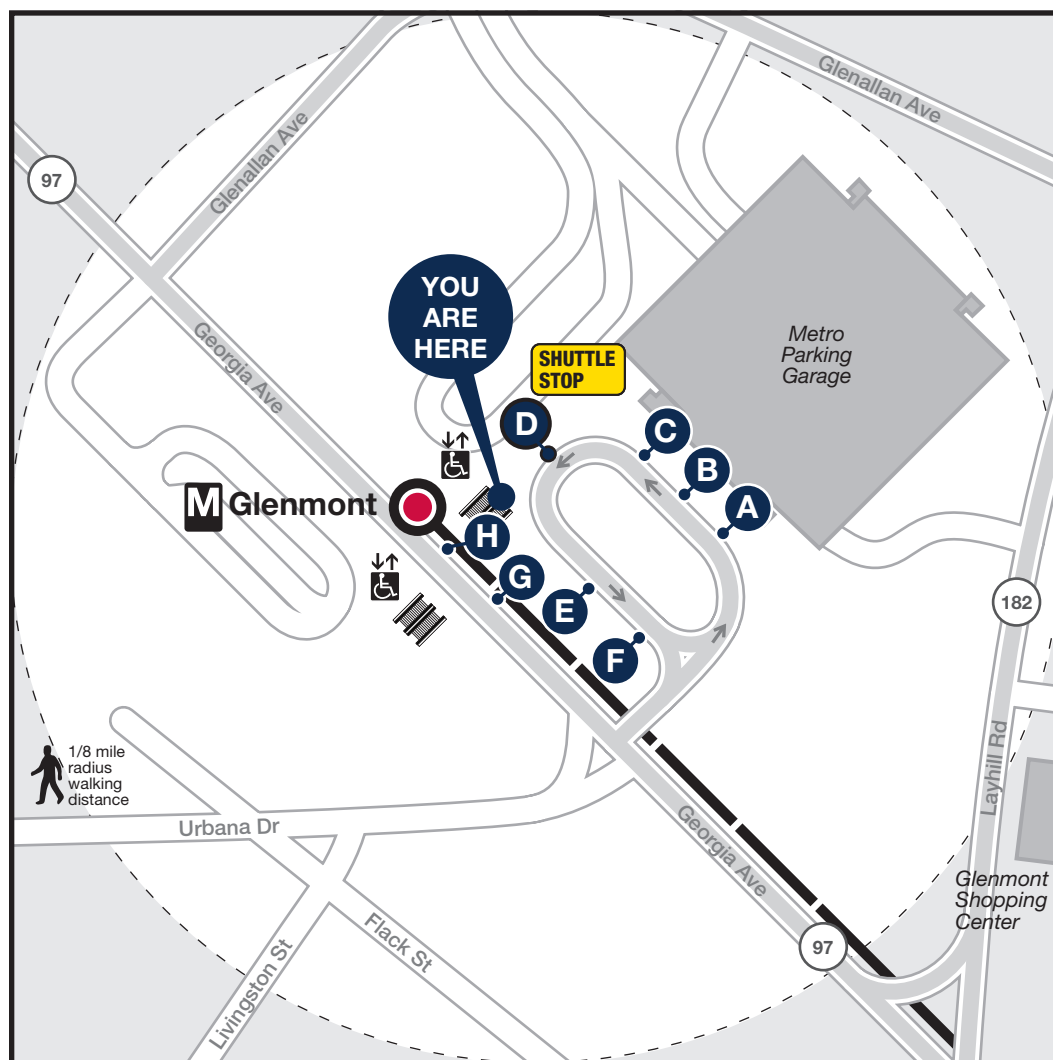 Glenallan Ave
Glenallan Ave
97
Georgia Ave
YOU
ARE
HERE
SHUTTLE
STOP
Metro
Parking
Garage
D
C
B
A
M Glenmont
H
G
E
F
182
1/8 mile
radius
walking
distance
Urbana Dr
Georgia Ave
Layhill Rd
Glenmont
Shopping
Center
Flack St
Livingston St
97